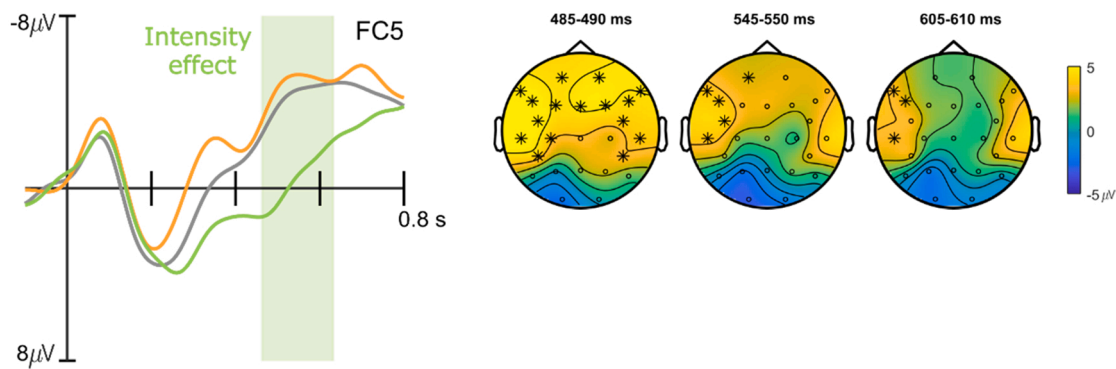 -8μV
Intensity
effect
FC5
0.8 s
8μV
485-490 ms
545-550 ms
605-610 ms
5
0
-5 μV